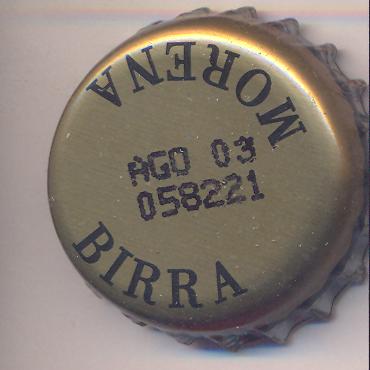 MORENA
AGO 03
058221
BIRRA